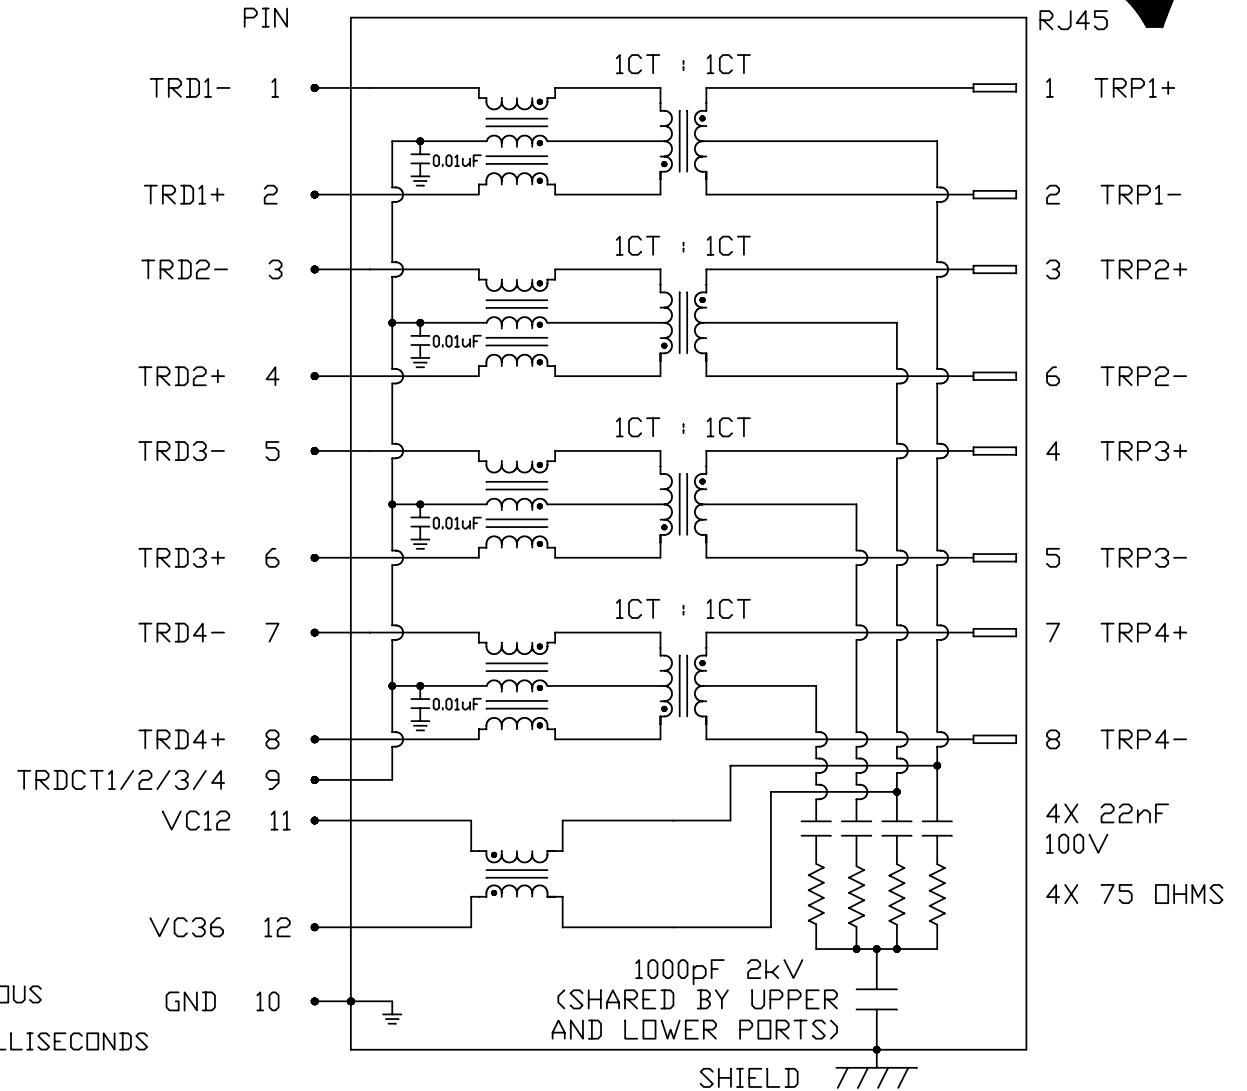 PIN
RJ45
1CT : 1CT
TRD1- 1
1 TRP1+
0.01uF
TRD1+ 2
2 TRP1-
1CT : 1CT
TRD2- 3
3 TRP2+
0.01uF
TRD2+ 4
6 TRP2-
1CT : 1CT
TRD3- 5
4 TRP3+
0.01uF
TRD3+ 6
5 TRP3-
1CT : 1CT
TRD4- 7
7 TRP4+
0.01uF
TRD4+ 8
8 TRP4-
TRDCT1/2/3/4 9
VC12 11
4X 22nF
100V
4X 75 OHMS
VC36 12
1000pF 2kV
(SHARED BY UPPER
AND LOWER PORTS)
OUS
GND 10
LLISECONDS
SHIELD